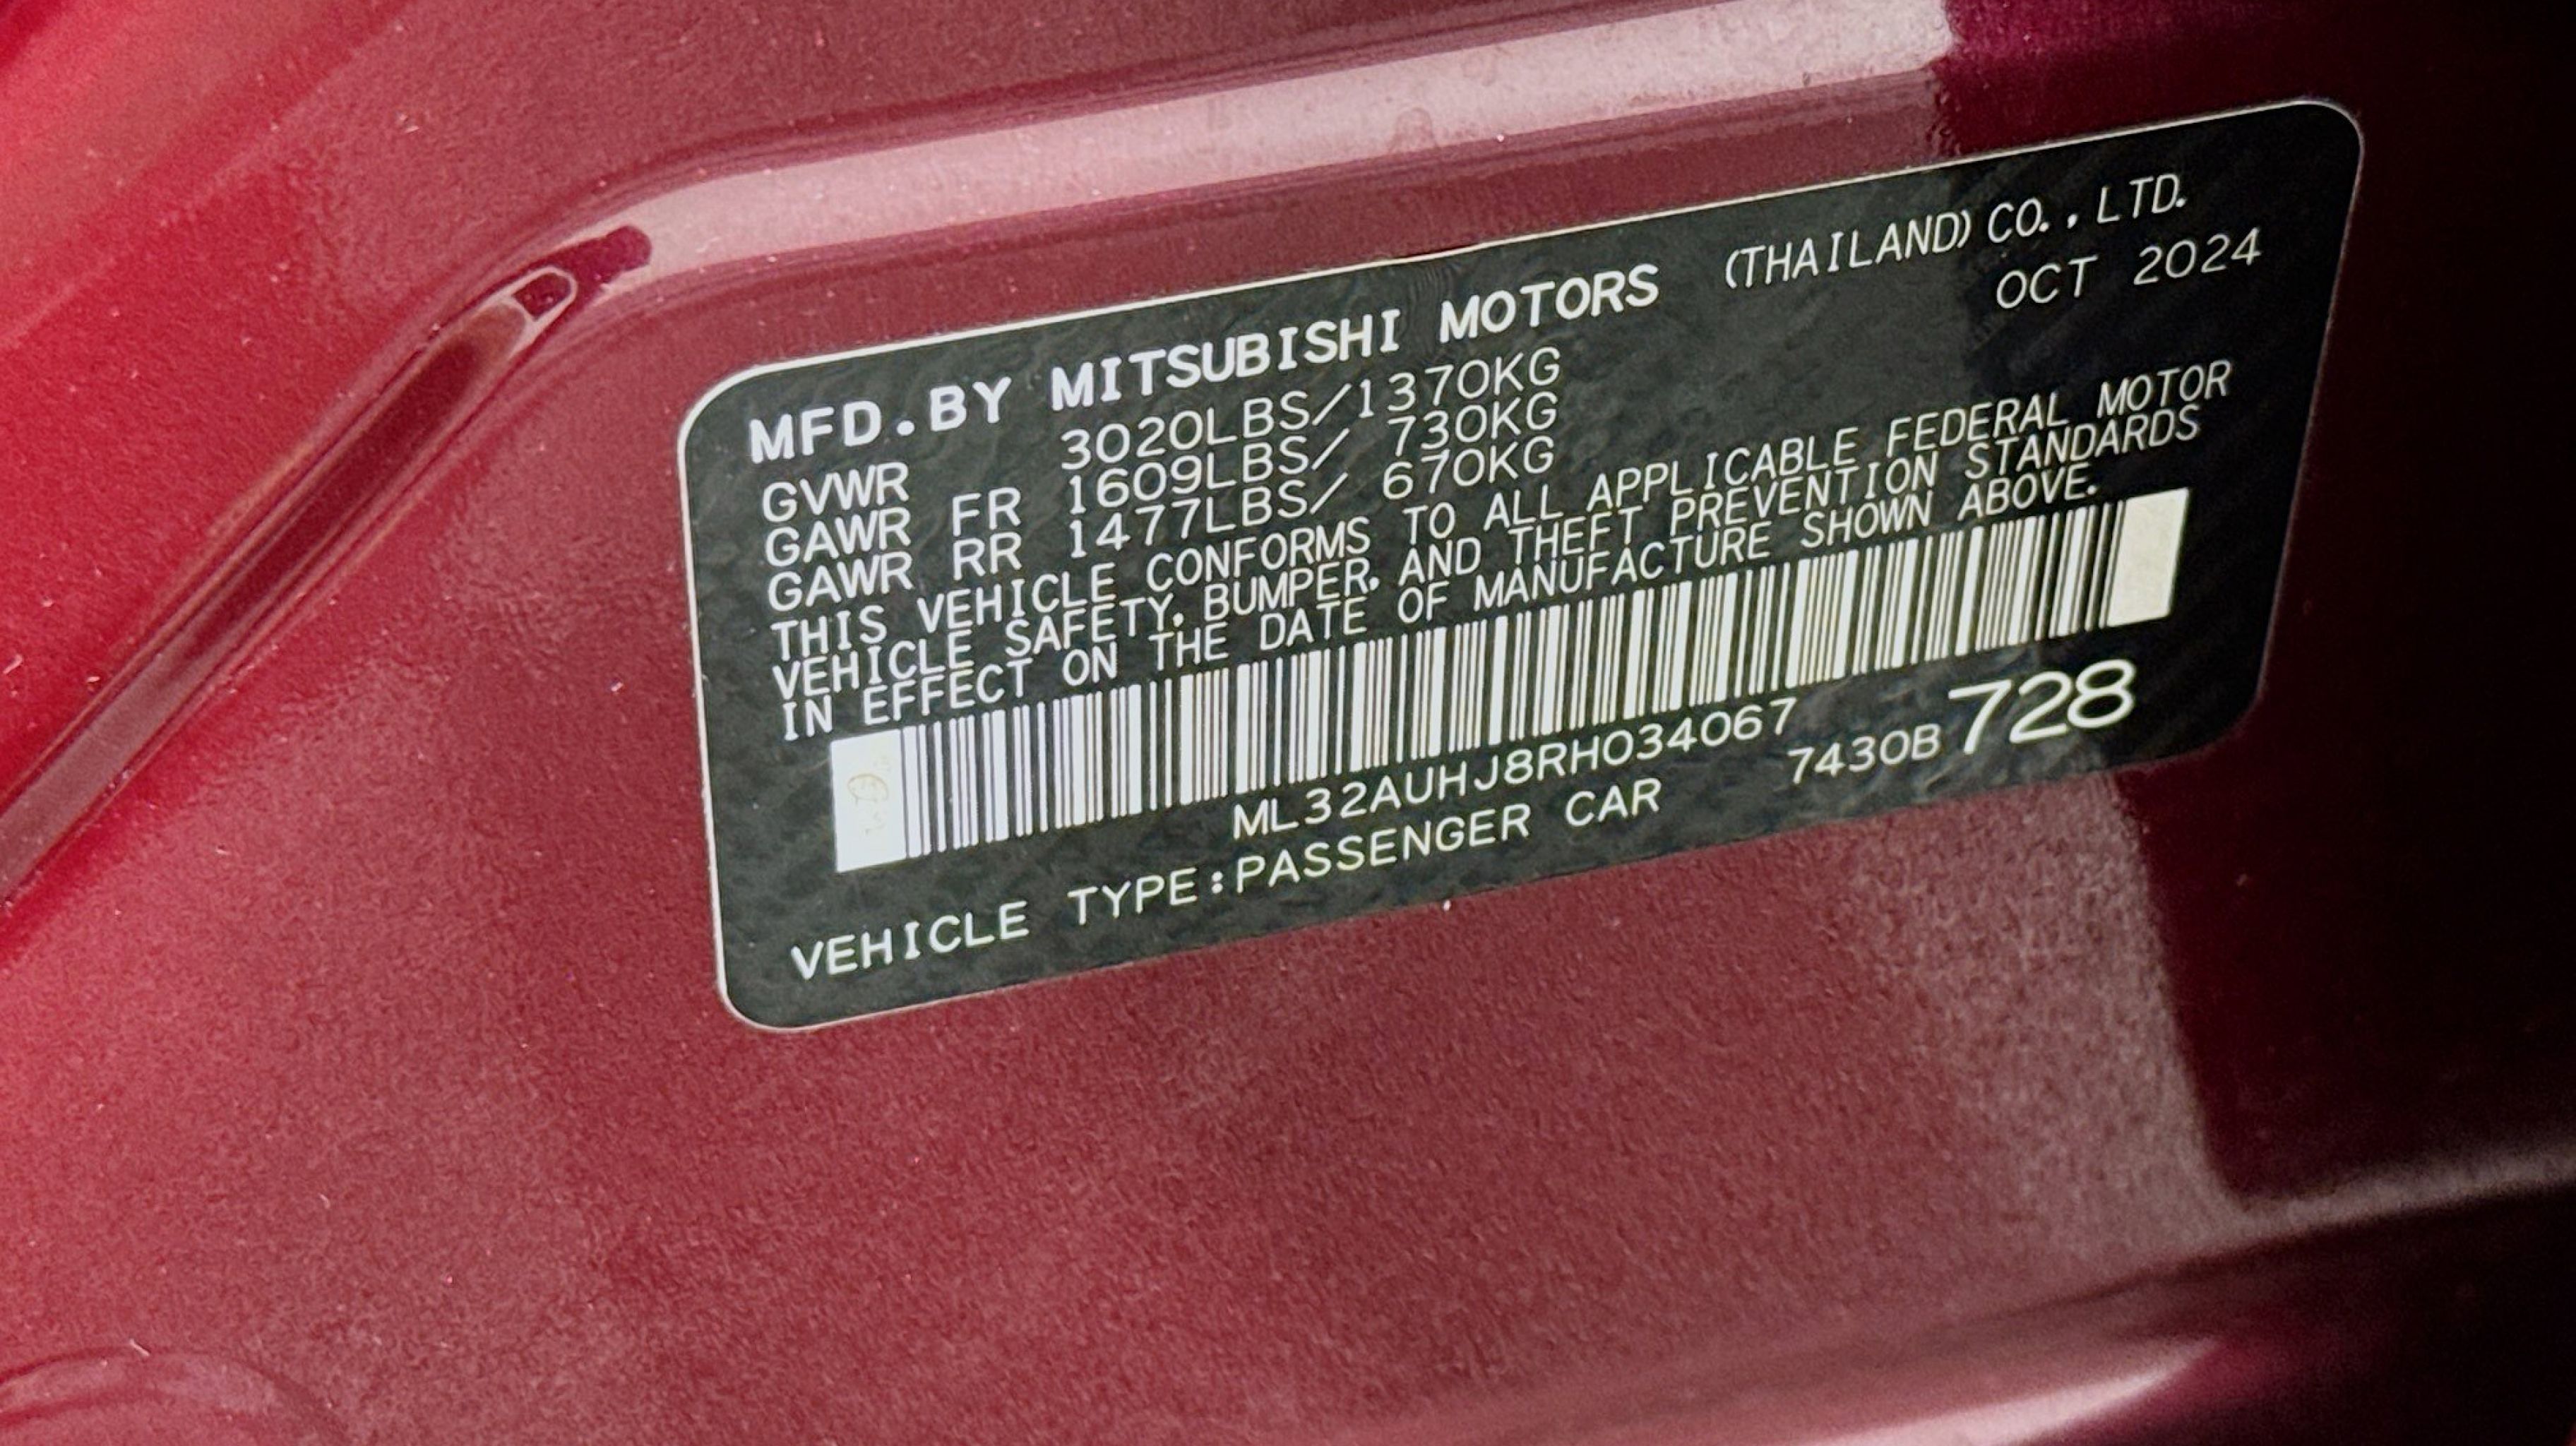 MFD.BY MITSUBISHI MOTORS (THAILAND) CO., LTD.
OCT 2024
GVWR 3020LBS/1370KG
GAWR FR 1609LBS/ 730KG
GAWR RR 1477LBS/ 670KG
THIS VEHICLE CONFORMS TO ALL APPLICABLE FEDERAL MOTOR
VEHICLE SAFETY, BUMPER, AND THEFT PREVENTION STANDARDS
IN EFFECT ON THE DATE OF MANUFACTURE SHOWN ABOVE.
ML32AUHJ8RH034067
VEHICLE TYPE:PASSENGER CAR 7430B 728